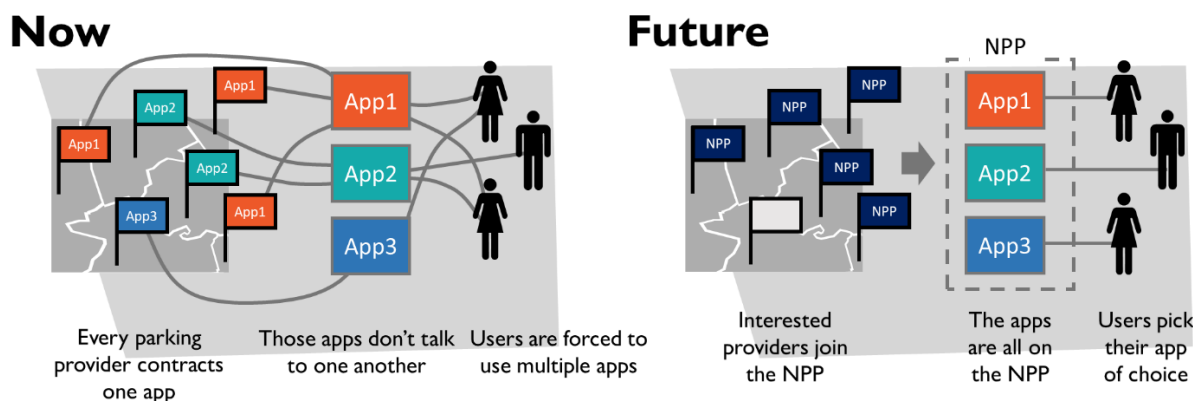 Now
App1
App2
App1
App2
App3
App1
App1
App2
App3
Every parking
provider contracts
one app
Those apps don't talk
to one another
Users are forced to
use multiple apps
Future
NPP
NPP
NPP
NPP
NPP
NPP
App1
App2
App3
Interested
providers join
the NPP
The apps
are all on
the NPP
Users pick
their app
of choice